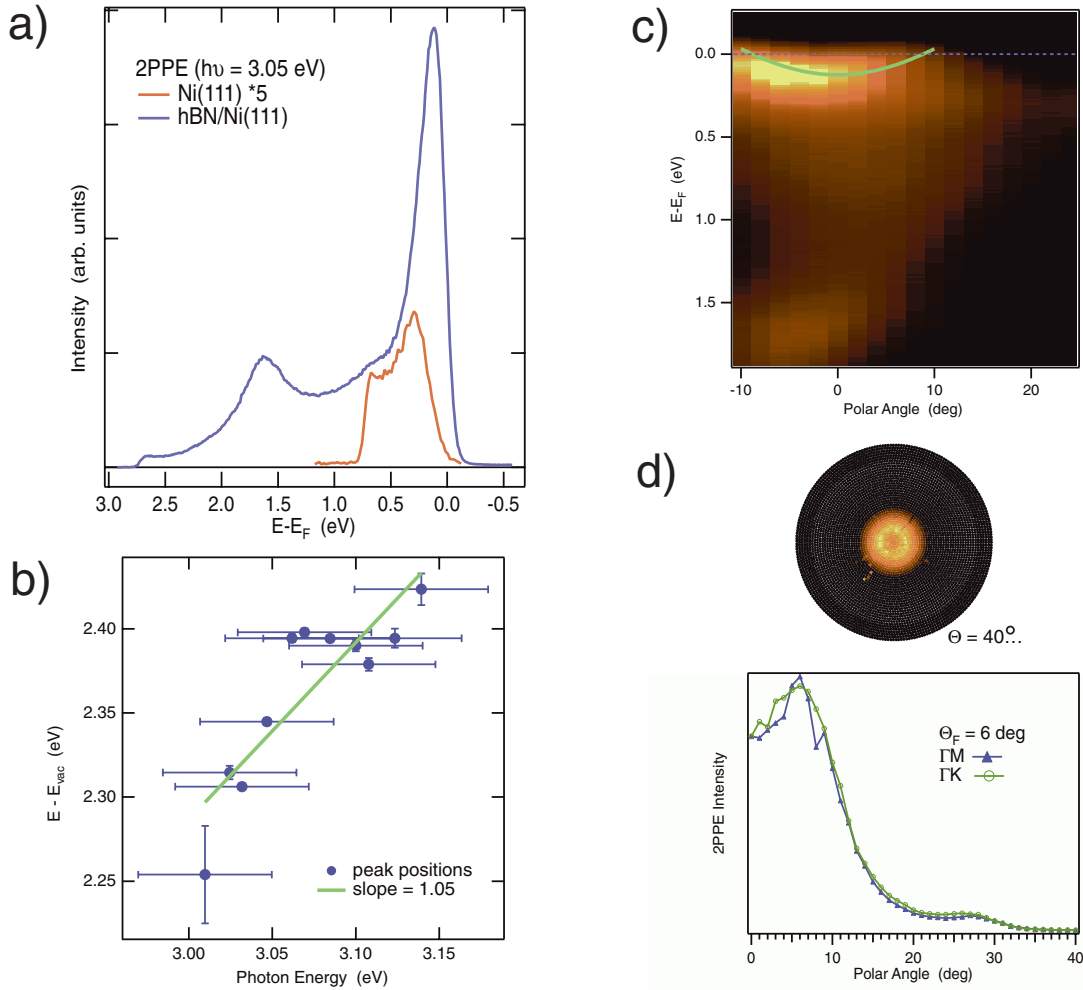 a)
2PPE (hυ = 3.05 eV)
Ni(111) *5
hBN/Ni(111)
Intensity (arb. units)
3.0 2.5 2.0 1.5 1.0 0.5 0.0 -0.5
E-EF (eV)
b)
2.40
2.35
2.30
2.25
E - Evac
(eV)
peak positions
slope = 1.05
3.00 3.05 3.10 3.15
Photon Energy
(eV)
c)
0.0
0.5
1.0
1.5
E-EF
(eV)
-10 0 10 20
Polar Angle (deg)
d)
Θ = 40°...
ΘF = 6 deg
ΓM
ΓK
2PPE Intensity
0 10 20 30 40
Polar Angle (deg)